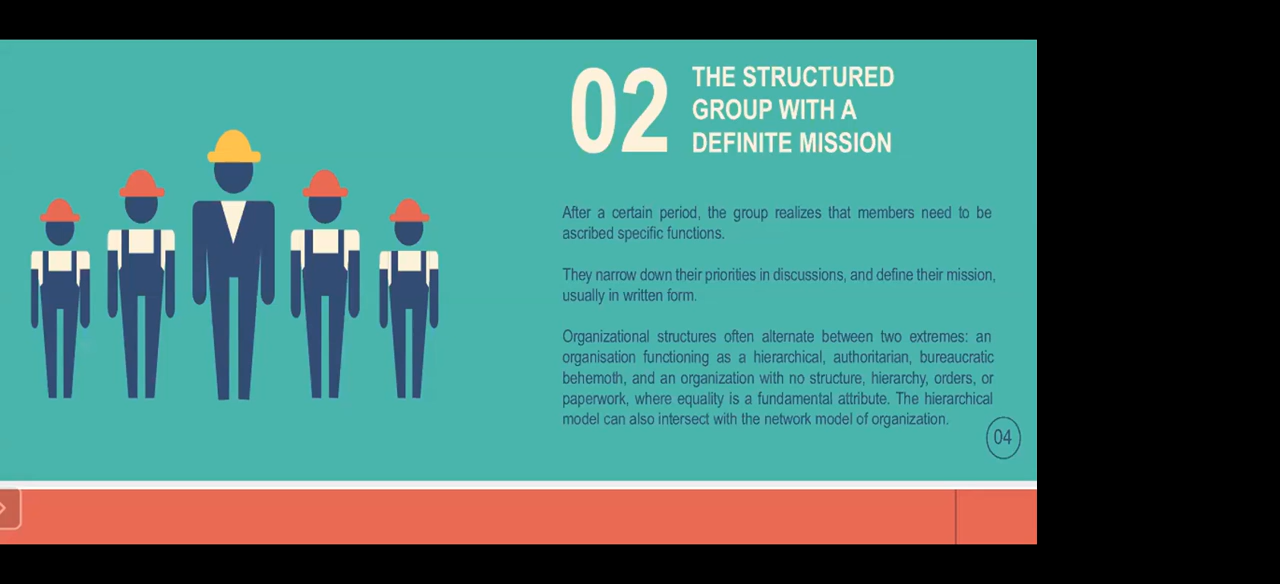 02
THE STRUCTURED
GROUP WITH A
DEFINITE MISSION
After a certain period, the group realizes that members need to be
ascribed specific functions.
They narrow down their priorities in discussions, and define their mission,
usually in written form.
Organizational structures often alternate between two extremes: an
organisation functioning as a hierarchical, authoritarian, bureaucratic
behemoth, and an organization with no structure, hierarchy, orders, or
paperwork, where equality is a fundamental attribute. The hierarchical
model can also intersect with the network model of organization.
04